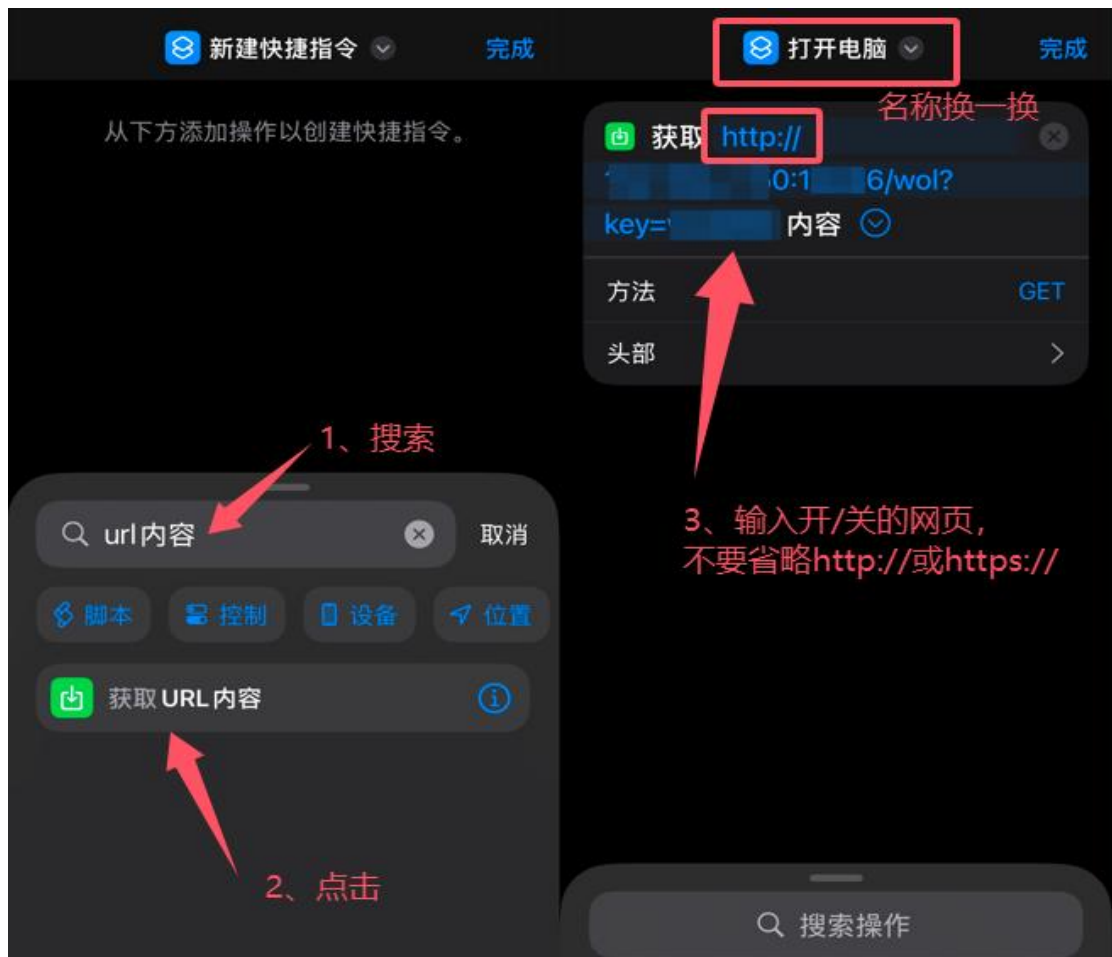 新建快捷指令
完成
从下方添加操作以创建快捷指令。
1、搜索
url内容
取消
脚本
控制
设备
位置
获取URL内容
2、点击
打开电脑
完成
名称换一换
获取 http://
0:1 6/wol?
key= 内容
方法
GET
头部
3、输入开/关的网页，
不要省略http://或https://
搜索操作